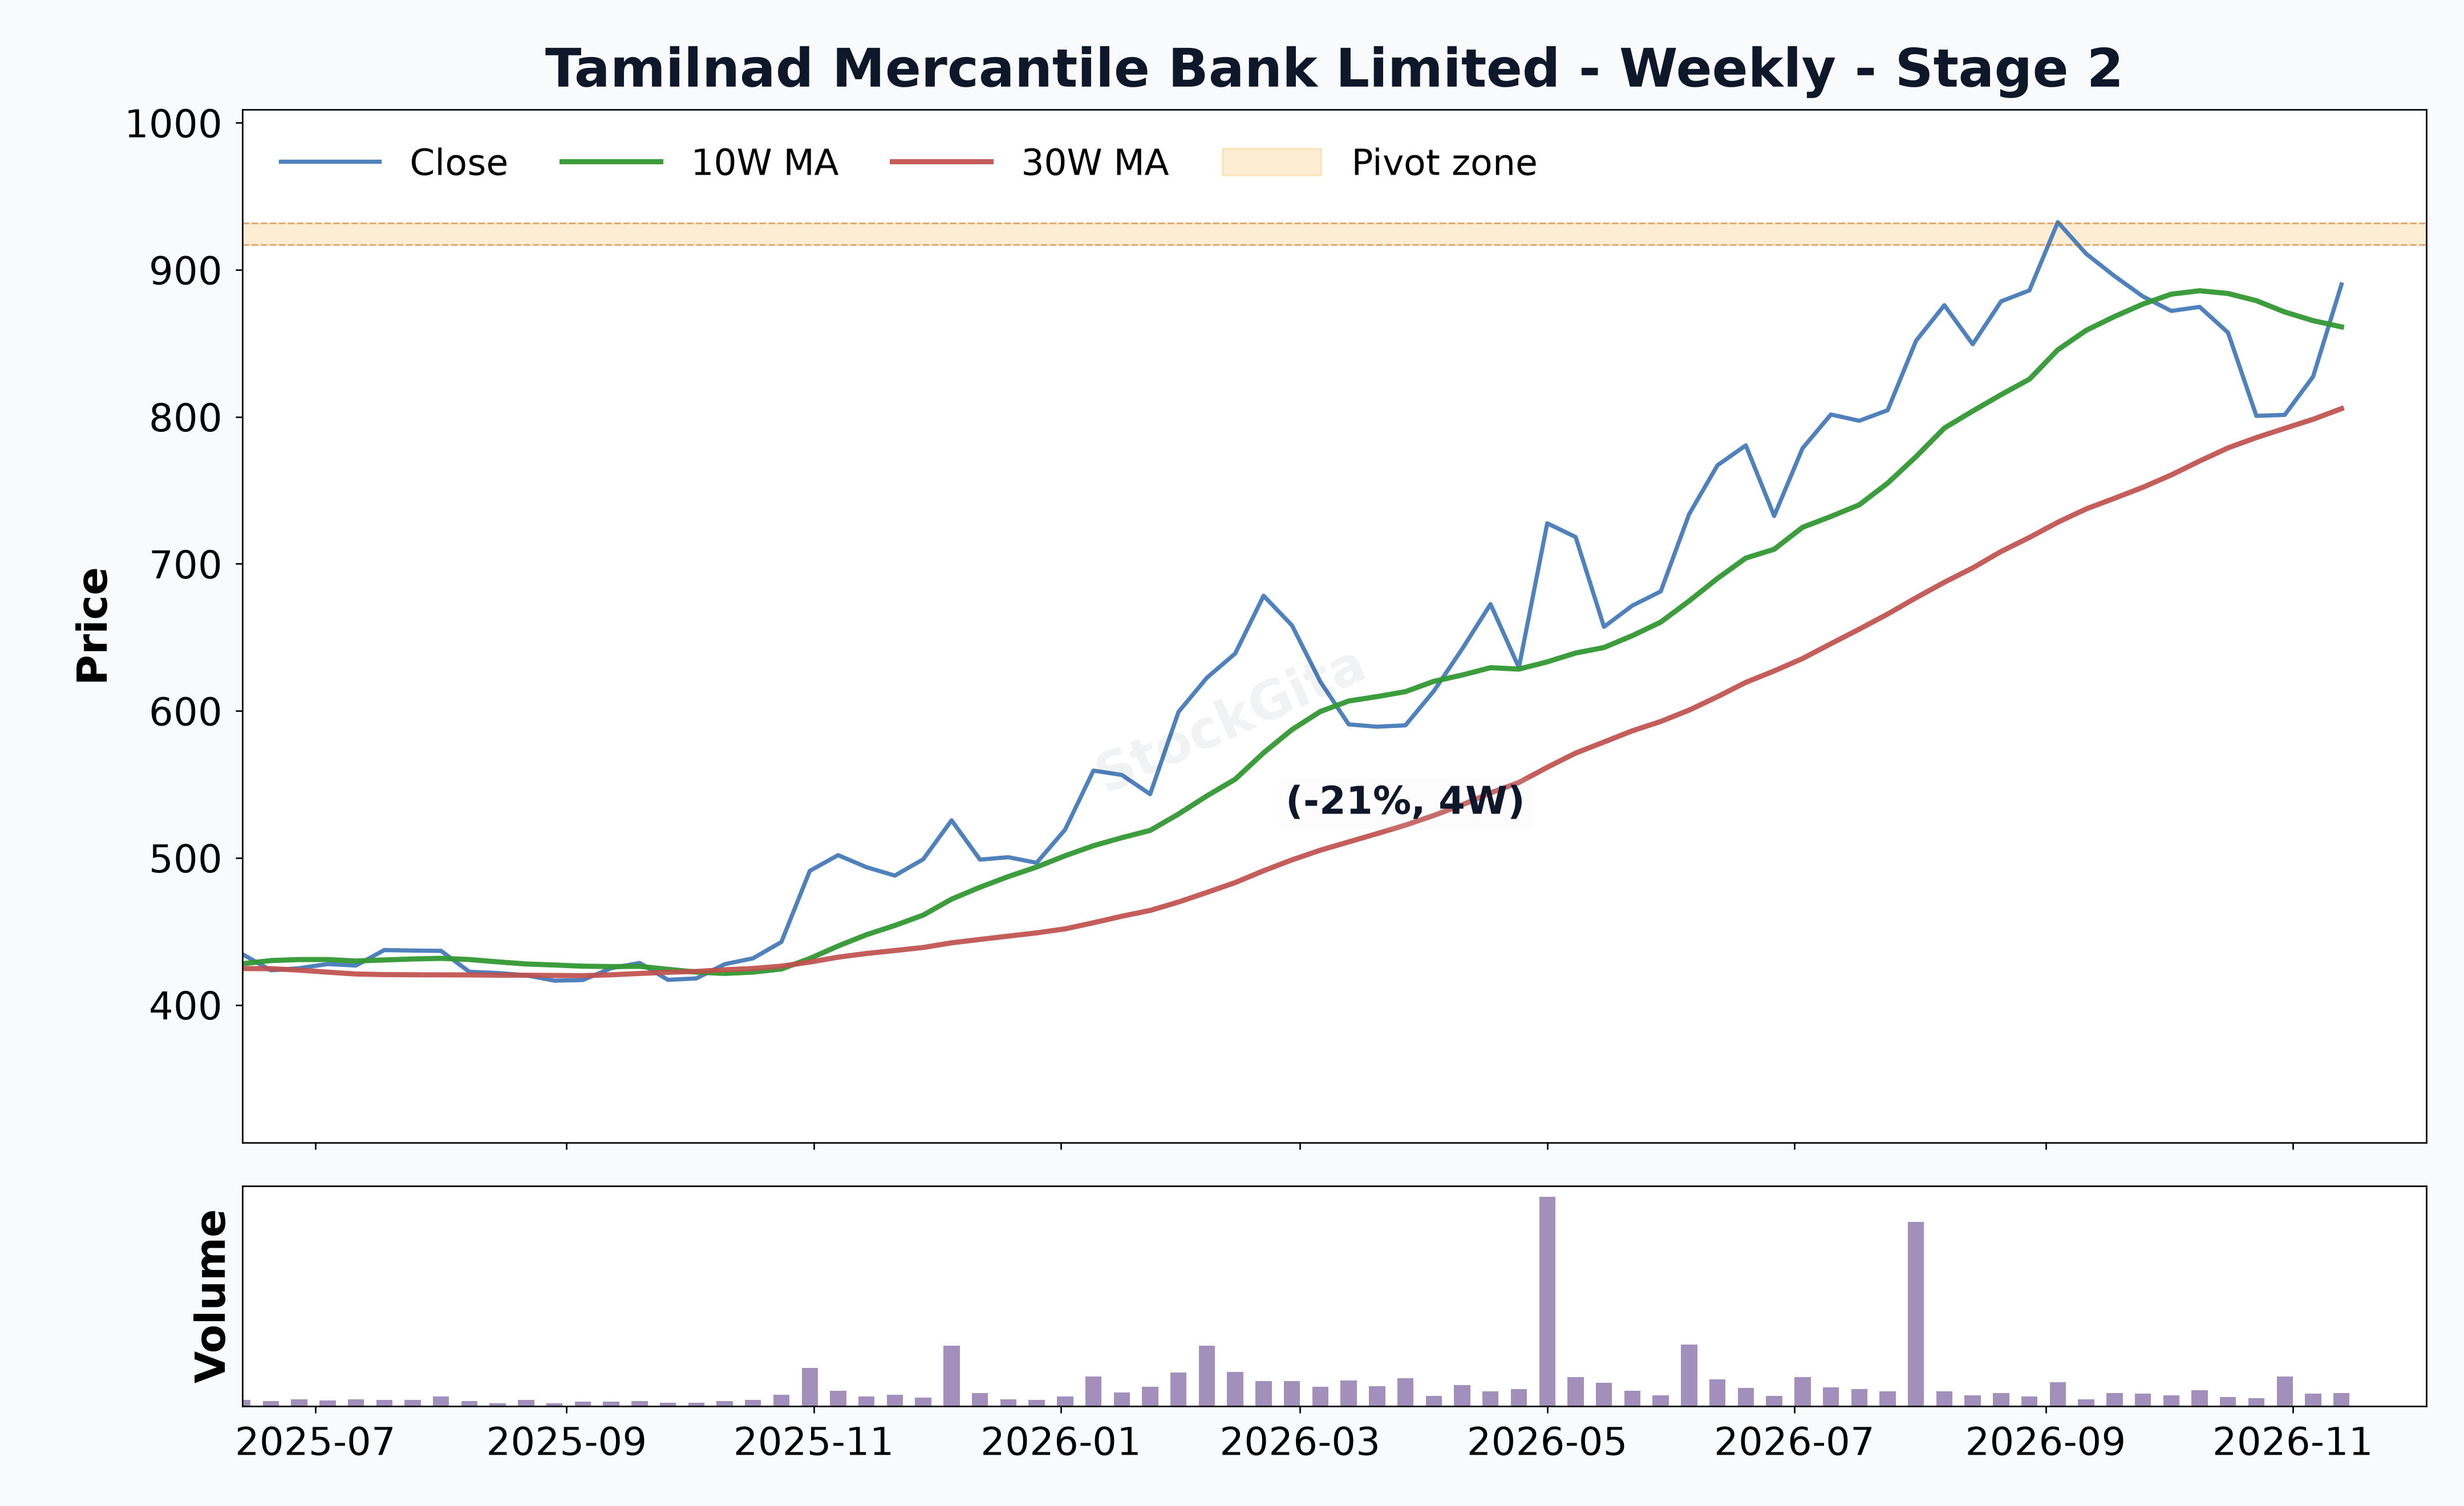 Tamilnad Mercantile Bank Limited - Weekly - Stage 2
Close 10W MA 30W MA Pivot zone
1000
900
800
700
600
500
400
Price
StockGita
(-21%, 4W)
Volume
2025-07 2025-09 2025-11 2026-01 2026-03 2026-05 2026-07 2026-09 2026-11